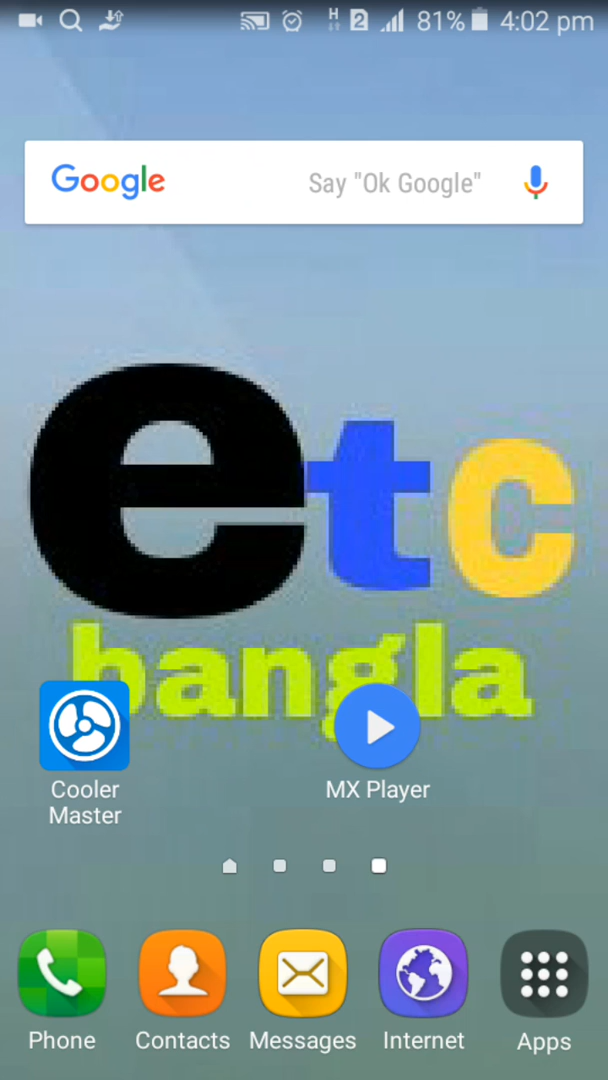 H 2 81% 4:02 pm
Google Say "Ok Google"
etc
bangla
Cooler Master
MX Player
Phone Contacts Messages Internet Apps